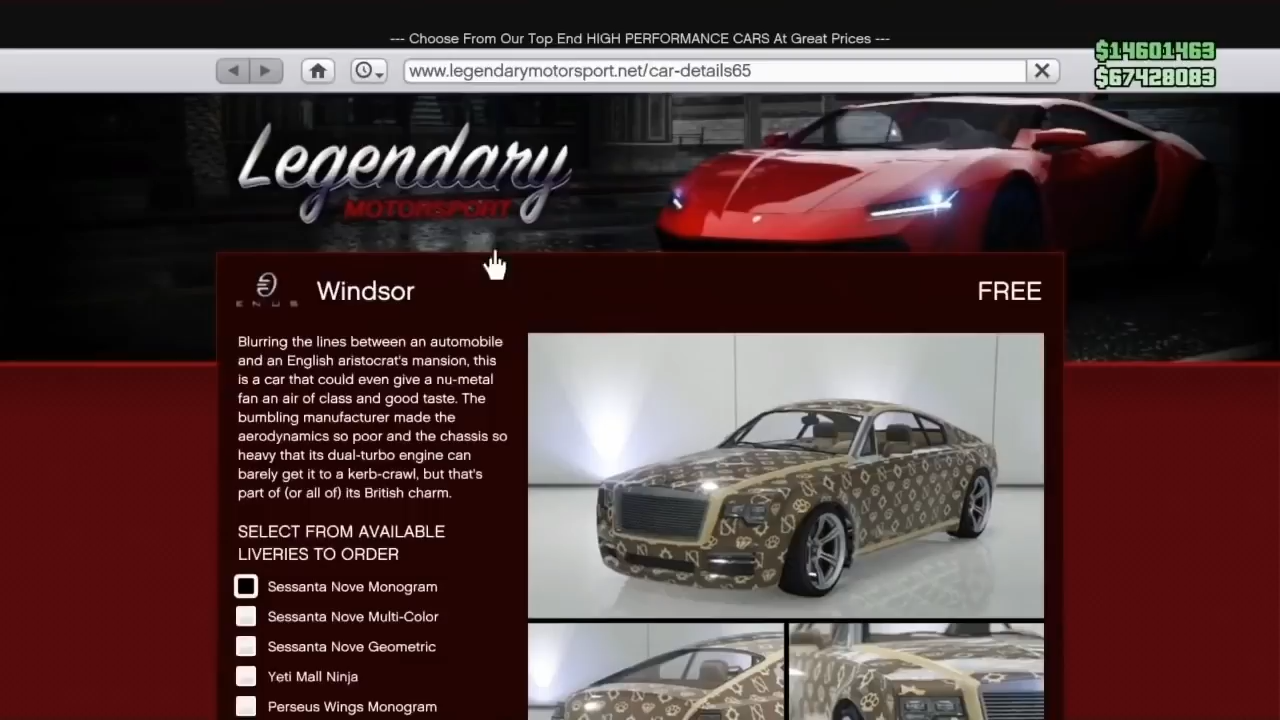 --- Choose From Our Top End HIGH PERFORMANCE CARS At Great Prices ---
$14601463
www.legendarymotorsport.net/car-details65
$67428083
Legendary
MOTORSPORT
ENUS
Windsor
FREE
Blurring the lines between an automobile
and an English aristocrat's mansion, this
is a car that could even give a nu-metal
fan an air of class and good taste. The
bumbling manufacturer made the
aerodynamics so poor and the chassis so
heavy that its dual-turbo engine can
barely get it to a kerb-crawl, but that's
part of (or all of) its British charm.
SELECT FROM AVAILABLE
LIVERIES TO ORDER
Sessanta Nove Monogram
Sessanta Nove Multi-Color
Sessanta Nove Geometric
Yeti Mall Ninja
Perseus Wings Monogram